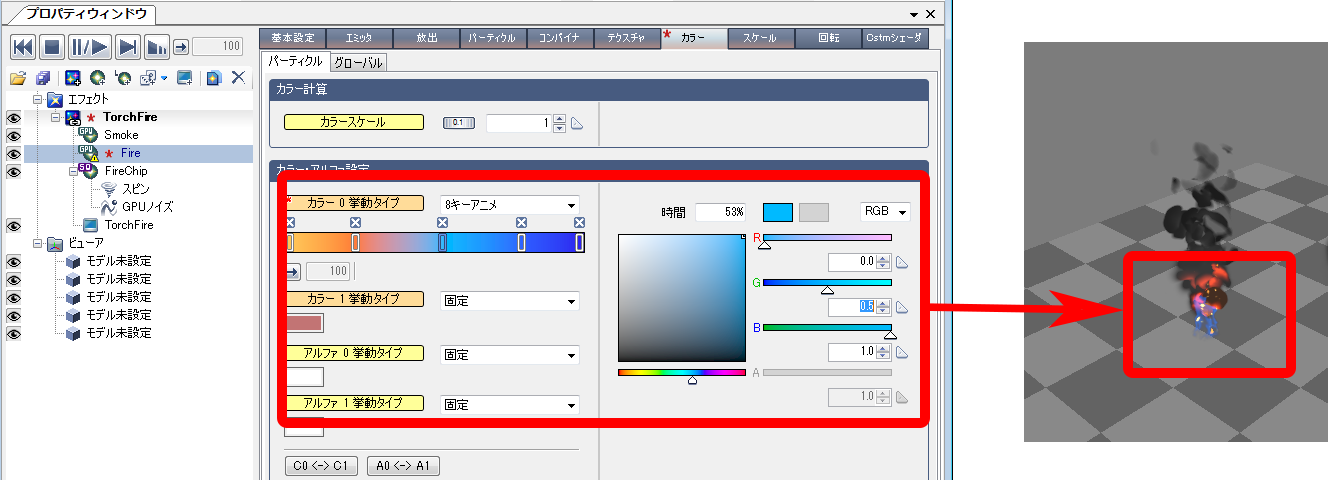 プロパティウィンドウ
100
基本設定 エミッタ 放出 パーティクル コンバイナ テクスチャ * カラー スケール 回転 Cstmシェーダ
パーティクル グローバル
エフェクト
* TorchFire
GPU Smoke
GPU * Fire
FireChip
スピン
GPUノイズ
TorchFire
ビューア
モデル未設定
モデル未設定
モデル未設定
モデル未設定
モデル未設定
カラー計算
カラースケール 0.1 1
カラー・アルファ設定
カラー 0 挙動タイプ 8キーアニメ
100
カラー 1 挙動タイプ 固定
アルファ 0 挙動タイプ 固定
アルファ 1 挙動タイプ 固定
C0 <-> C1 A0 <-> A1
時間 53% RGB
R
0.0
G
0.5
B
1.0
A
1.0